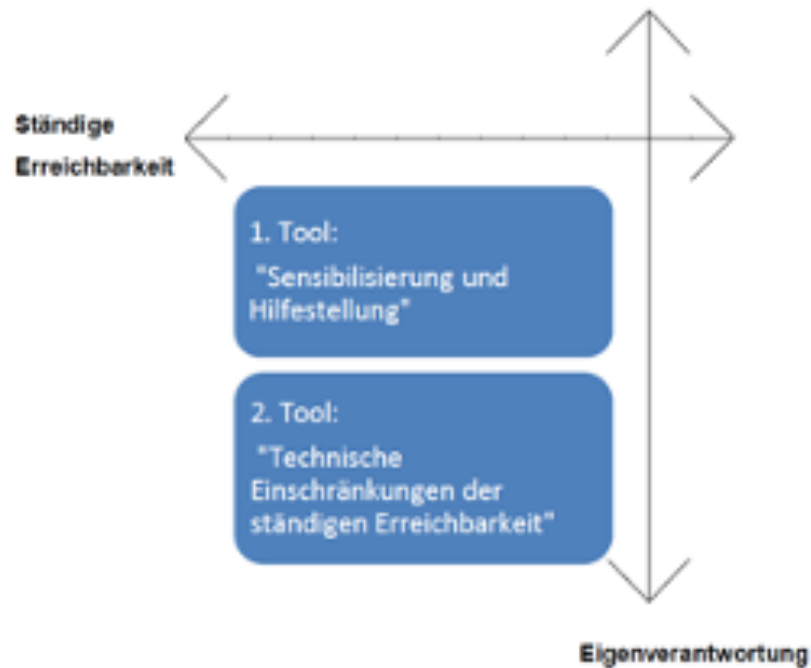 Ständige
Erreichbarkeit
1. Tool:
"Sensibilisierung und
Hilfestellung"
2. Tool:
"Technische
Einschränkungen der
ständigen Erreichbarkeit"
Eigenverantwortung